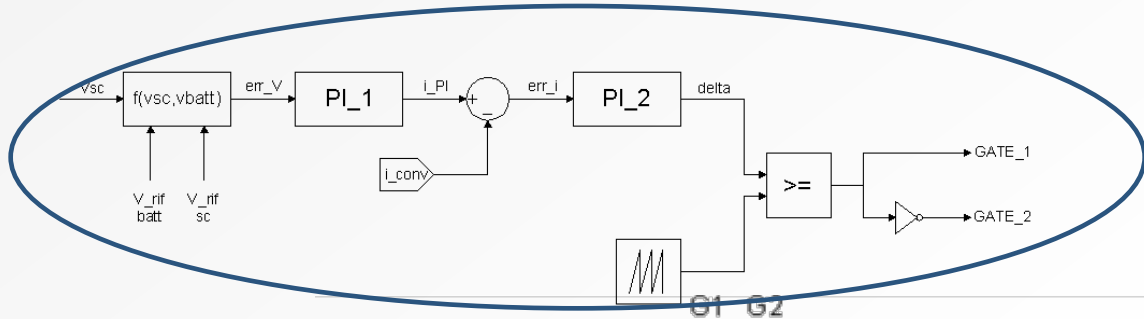 vsc
f(vsc,vbatt)
err_V
PI_1
i_PI
+
-
err_i
PI_2
delta
i_conv
V_rif
batt
V_rif
sc
>=
GATE_1
GATE_2
G1 G2